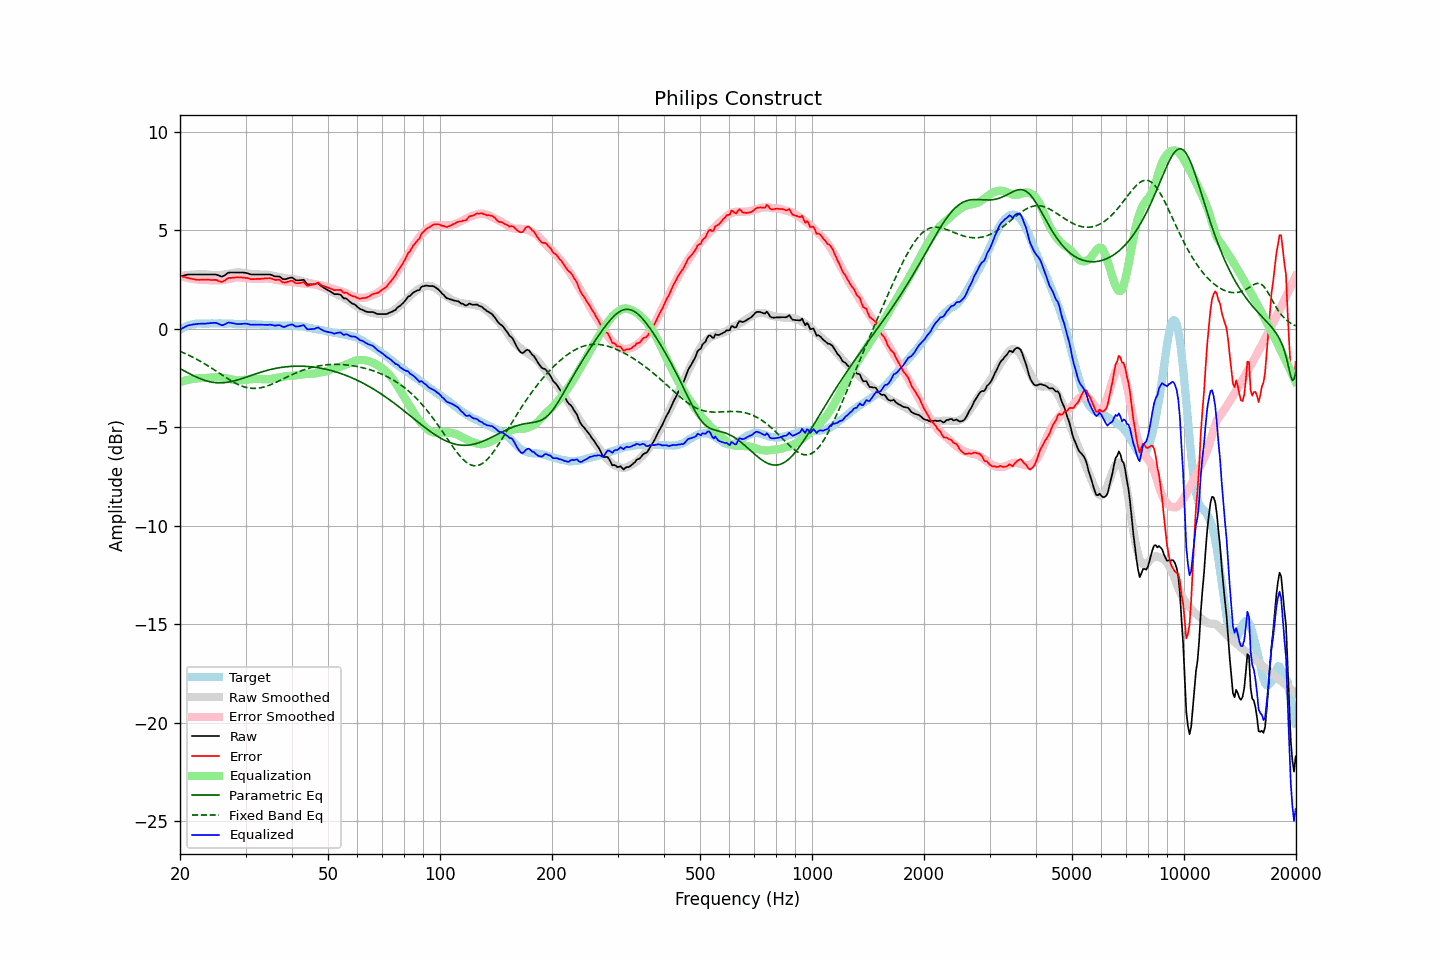 Philips Construct
10
5
0
−5
−10
−15
−20
−25
Amplitude (dBr)
Target
Raw Smoothed
Error Smoothed
Raw
Error
Equalization
Parametric Eq
Fixed Band Eq
Equalized
20 50 100 200 500 1000 2000 5000 10000 20000
Frequency (Hz)